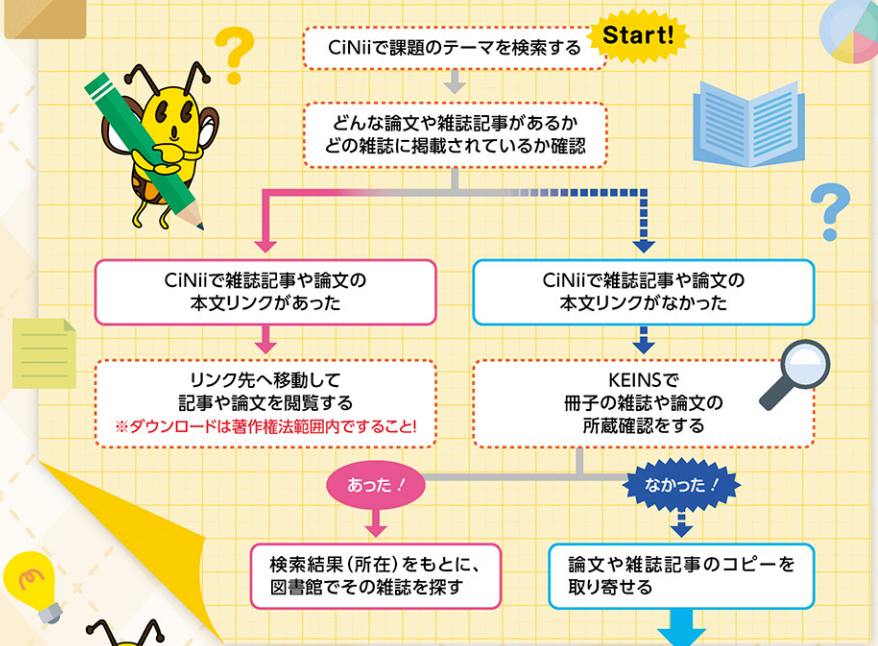 CiNiiで課題のテーマを検索する
Start!
?
どんな論文や雑誌記事があるか
どの雑誌に掲載されているか確認
?
CiNiiで雑誌記事や論文の
本文リンクがあった
CiNiiで雑誌記事や論文の
本文リンクがなかった
リンク先へ移動して
記事や論文を閲覧する
※ダウンロードは著作権法範囲内ですること!
KEINSで
冊子の雑誌や論文の
所蔵確認をする
あった!
なかった!
検索結果(所在)をもとに、
図書館でその雑誌を探す
論文や雑誌記事のコピーを
取り寄せる